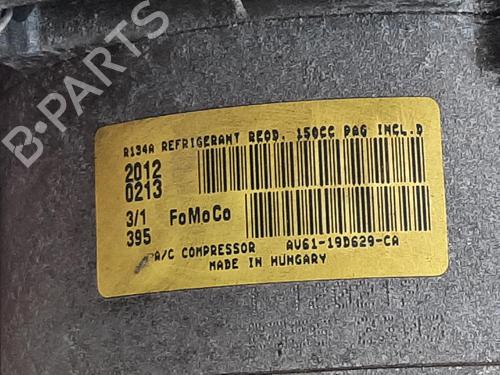 B-PARTS
R134A REFRIGERANT REQD. 150CC PAG INCL.D
2012
0213
3/1 FoMoCo
395
A/C COMPRESSOR AV61-19D629-CA
MADE IN HUNGARY